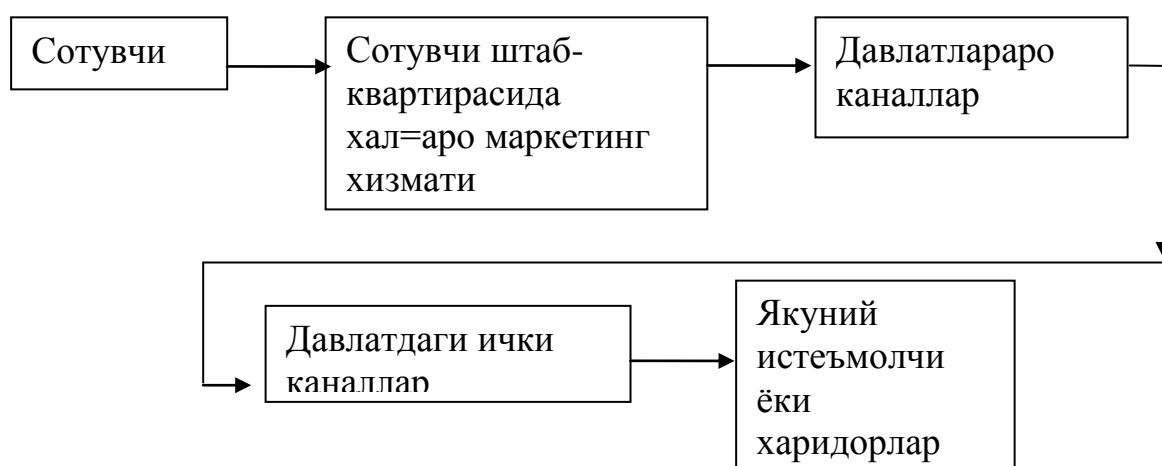 Сотувчи
Сотувчи штаб-
квартирасида
хал=аро маркетинг
хизмати
Давлатлараро
каналлар
Давлатдаги ички
каналлар
Якуний
истеъмолчи
ёки
харидорлар